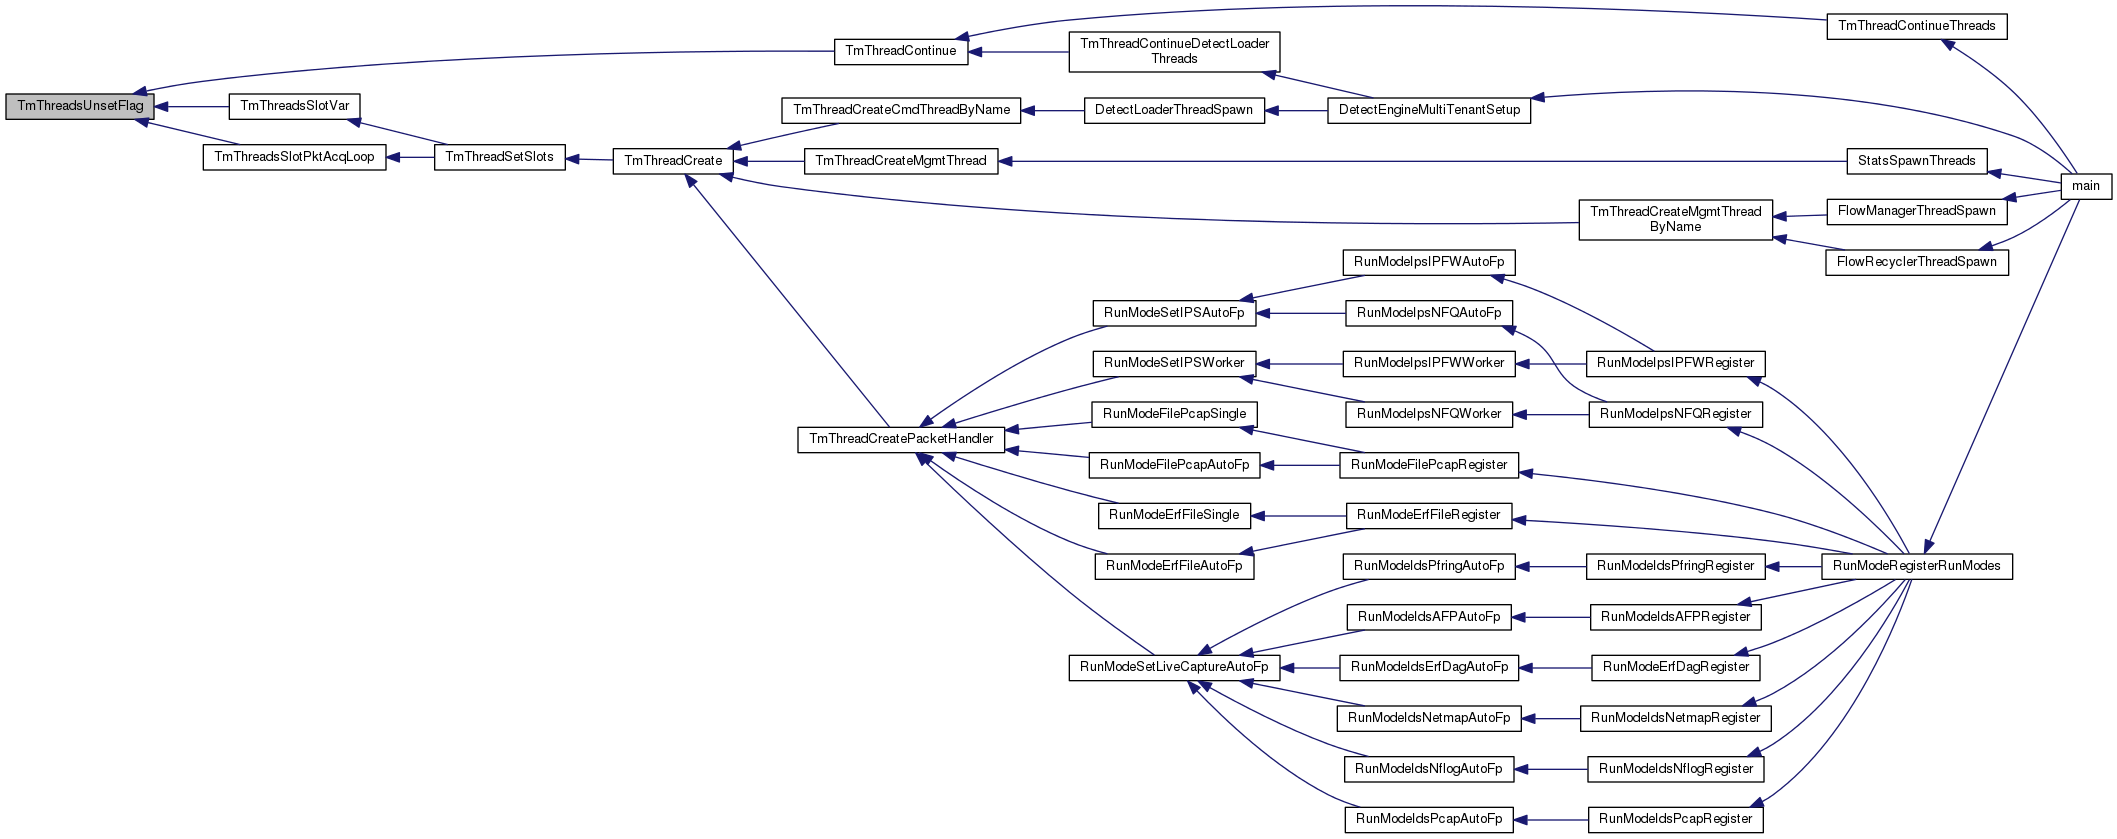 TmThreadContinueThreads
TmThreadContinue
TmThreadContinueDetectLoader
Threads
TmThreadsUnsetFlag
TmThreadsSlotVar
TmThreadCreateCmdThreadByName
DetectLoaderThreadSpawn
DetectEngineMultiTenantSetup
TmThreadsSlotPktAcqLoop
TmThreadSetSlots
TmThreadCreate
TmThreadCreateMgmtThread
StatsSpawnThreads
main
TmThreadCreateMgmtThread
ByName
FlowManagerThreadSpawn
FlowRecyclerThreadSpawn
RunModeIpsIPFWAutoFp
RunModeSetIPSAutoFp
RunModeIpsNFQAutoFp
RunModeSetIPSWorker
RunModeIpsIPFWWorker
RunModeIpsIPFWRegister
RunModeFilePcapSingle
RunModeIpsNFQWorker
RunModeIpsNFQRegister
TmThreadCreatePacketHandler
RunModeFilePcapAutoFp
RunModeFilePcapRegister
RunModeErfFileSingle
RunModeErfFileRegister
RunModeErfFileAutoFp
RunModeIdsPfringAutoFp
RunModeIdsPfringRegister
RunModeRegisterRunModes
RunModeIdsAFPAutoFp
RunModeIdsAFPRegister
RunModeSetLiveCaptureAutoFp
RunModeIdsErfDagAutoFp
RunModeErfDagRegister
RunModeIdsNetmapAutoFp
RunModeIdsNetmapRegister
RunModeIdsNflogAutoFp
RunModeIdsNflogRegister
RunModeIdsPcapAutoFp
RunModeIdsPcapRegister